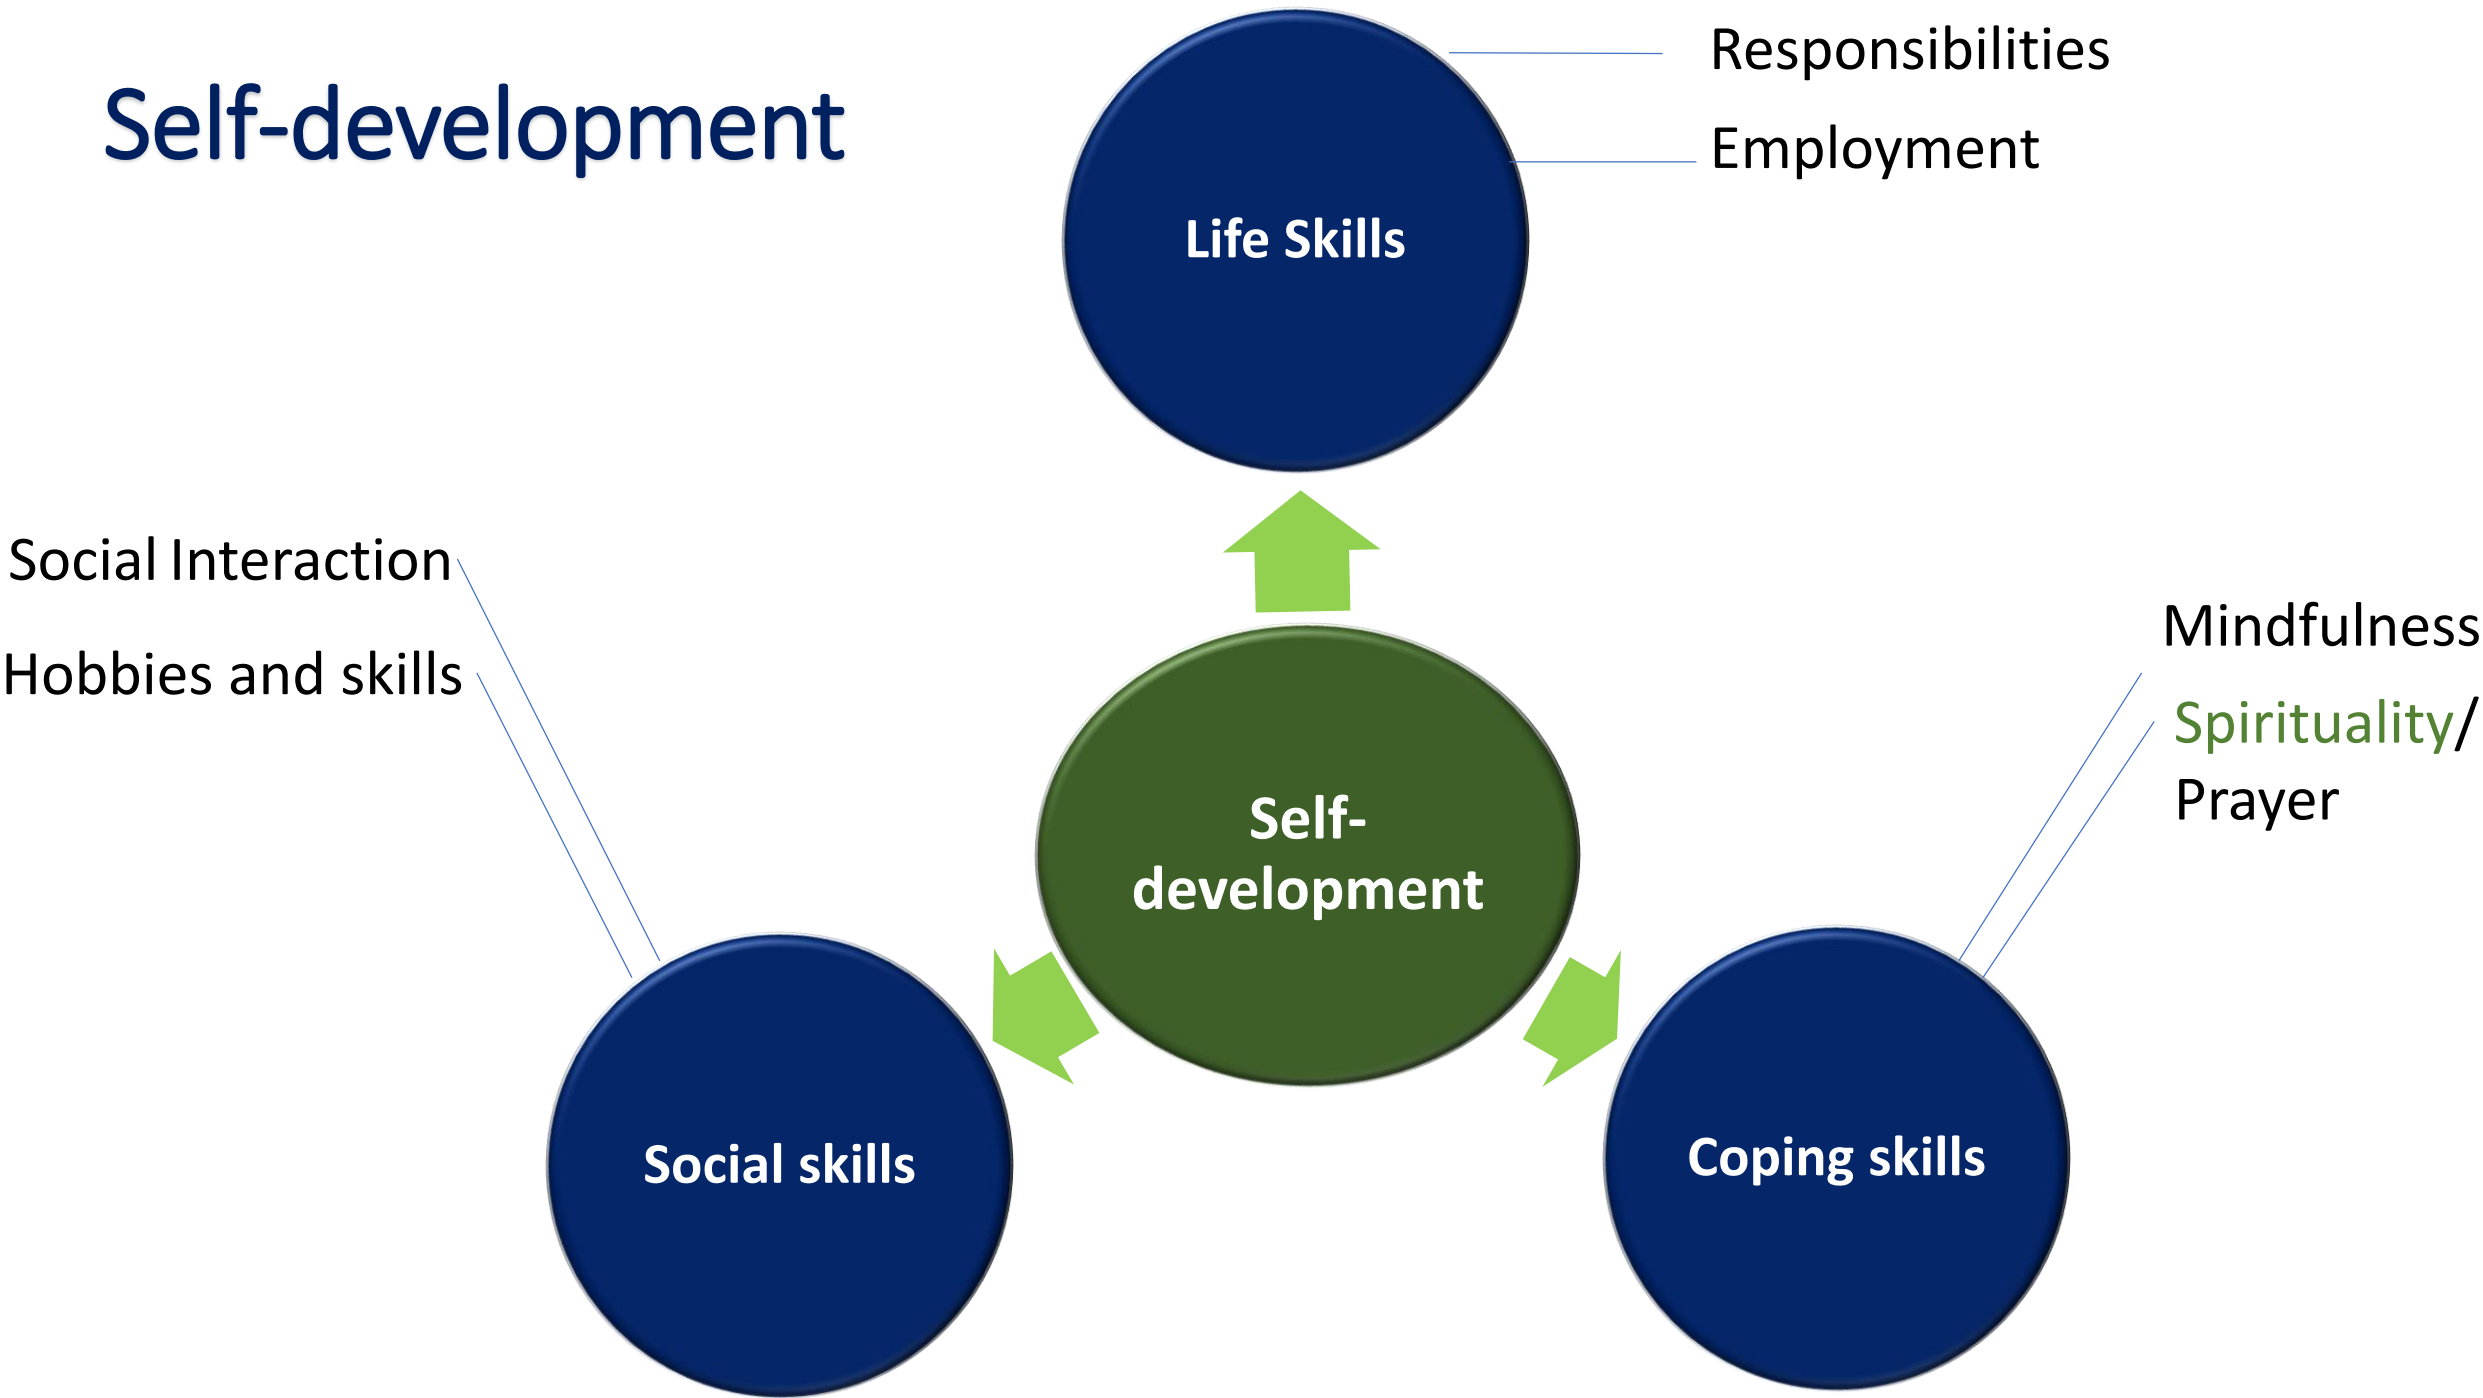 Self-development
Responsibilities
Employment
Life Skills
Social Interaction
Hobbies and skills
Mindfulness
Spirituality/
Prayer
Self-
development
Social skills
Coping skills